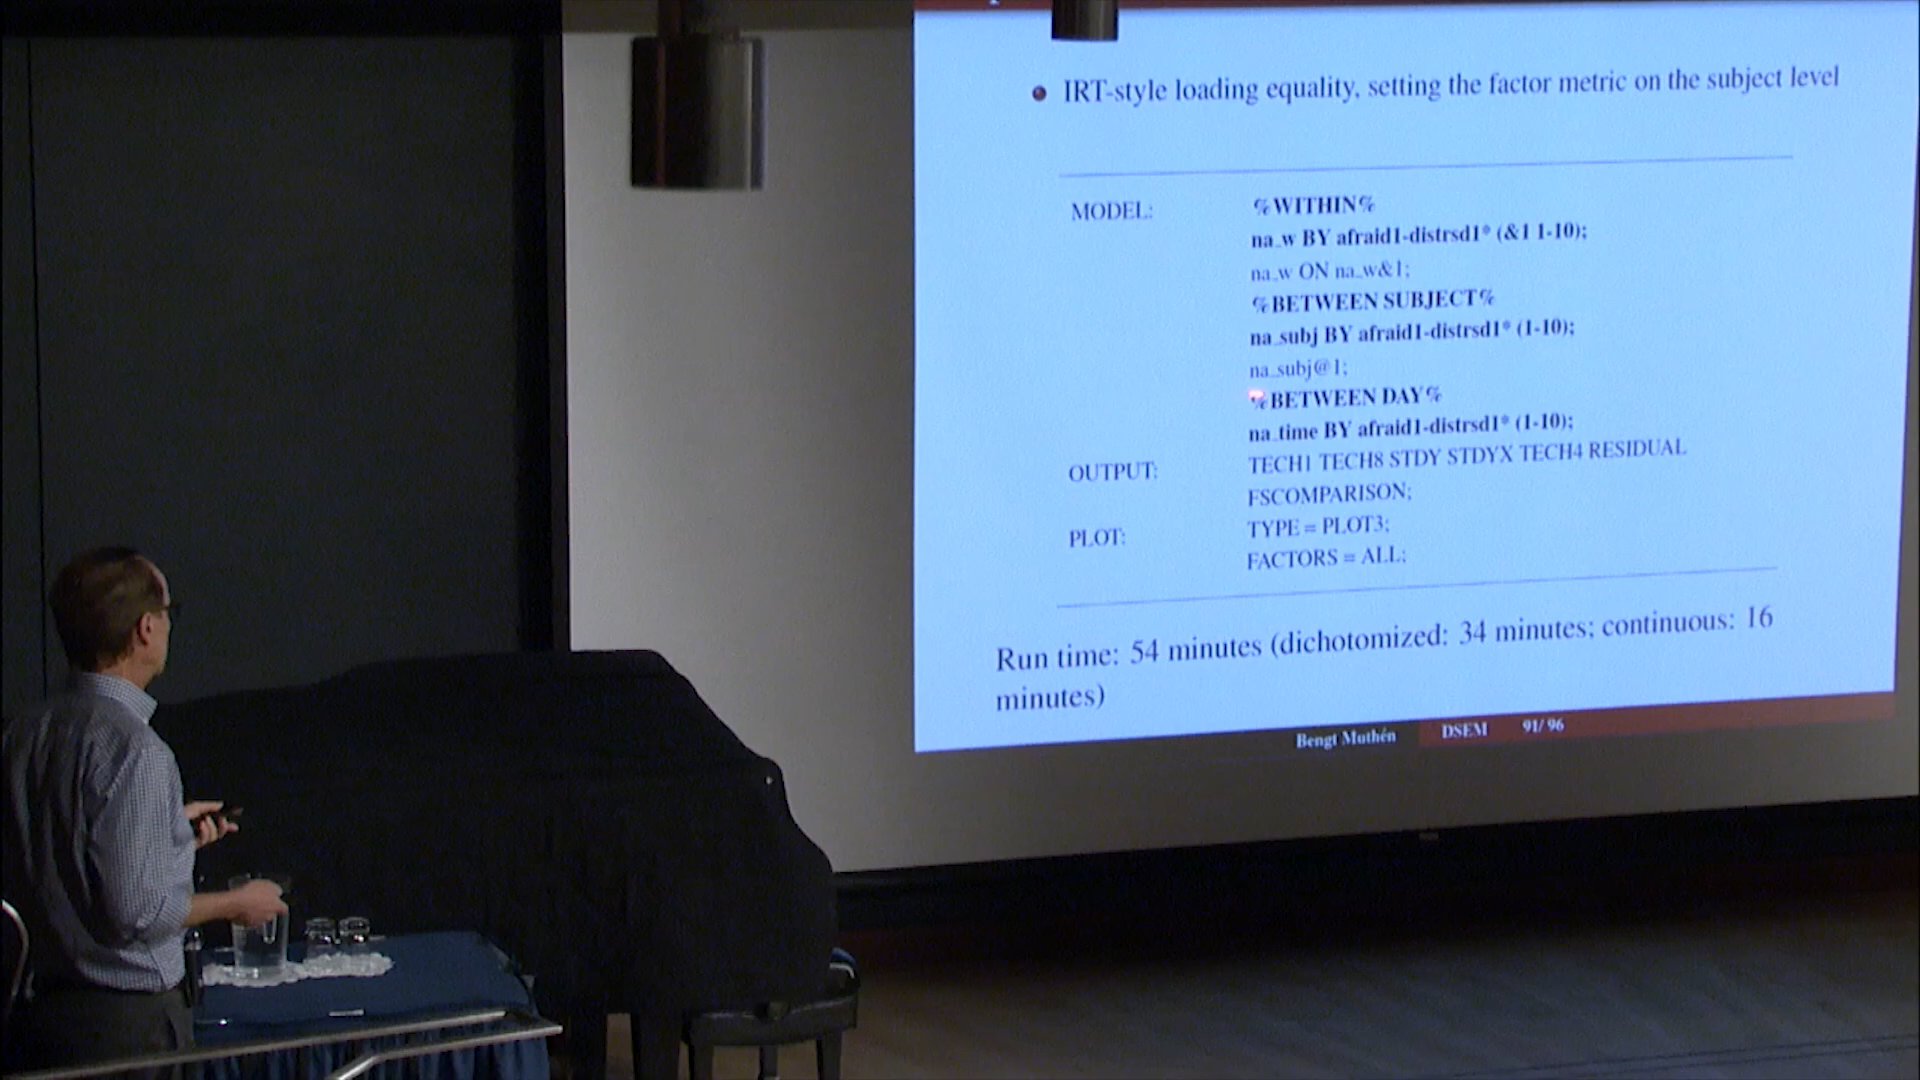 IRT-style loading equality, setting the factor metric on the subject level
MODEL: %WITHIN%
na_w BY afraid1-distrsd1* (&1 1-10);
na_w ON na_w&1;
%BETWEEN SUBJECT%
na_subj BY afraid1-distrsd1* (1-10);
na_subj@1;
%BETWEEN DAY%
na_time BY afraid1-distrsd1* (1-10);
OUTPUT: TECH1 TECH8 STDY STDYX TECH4 RESIDUAL
FSCOMPARISON;
PLOT: TYPE = PLOT3;
FACTORS = ALL;
Run time: 54 minutes (dichotomized: 34 minutes; continuous: 16
minutes)
Bengt Muthén DSEM 91/ 96